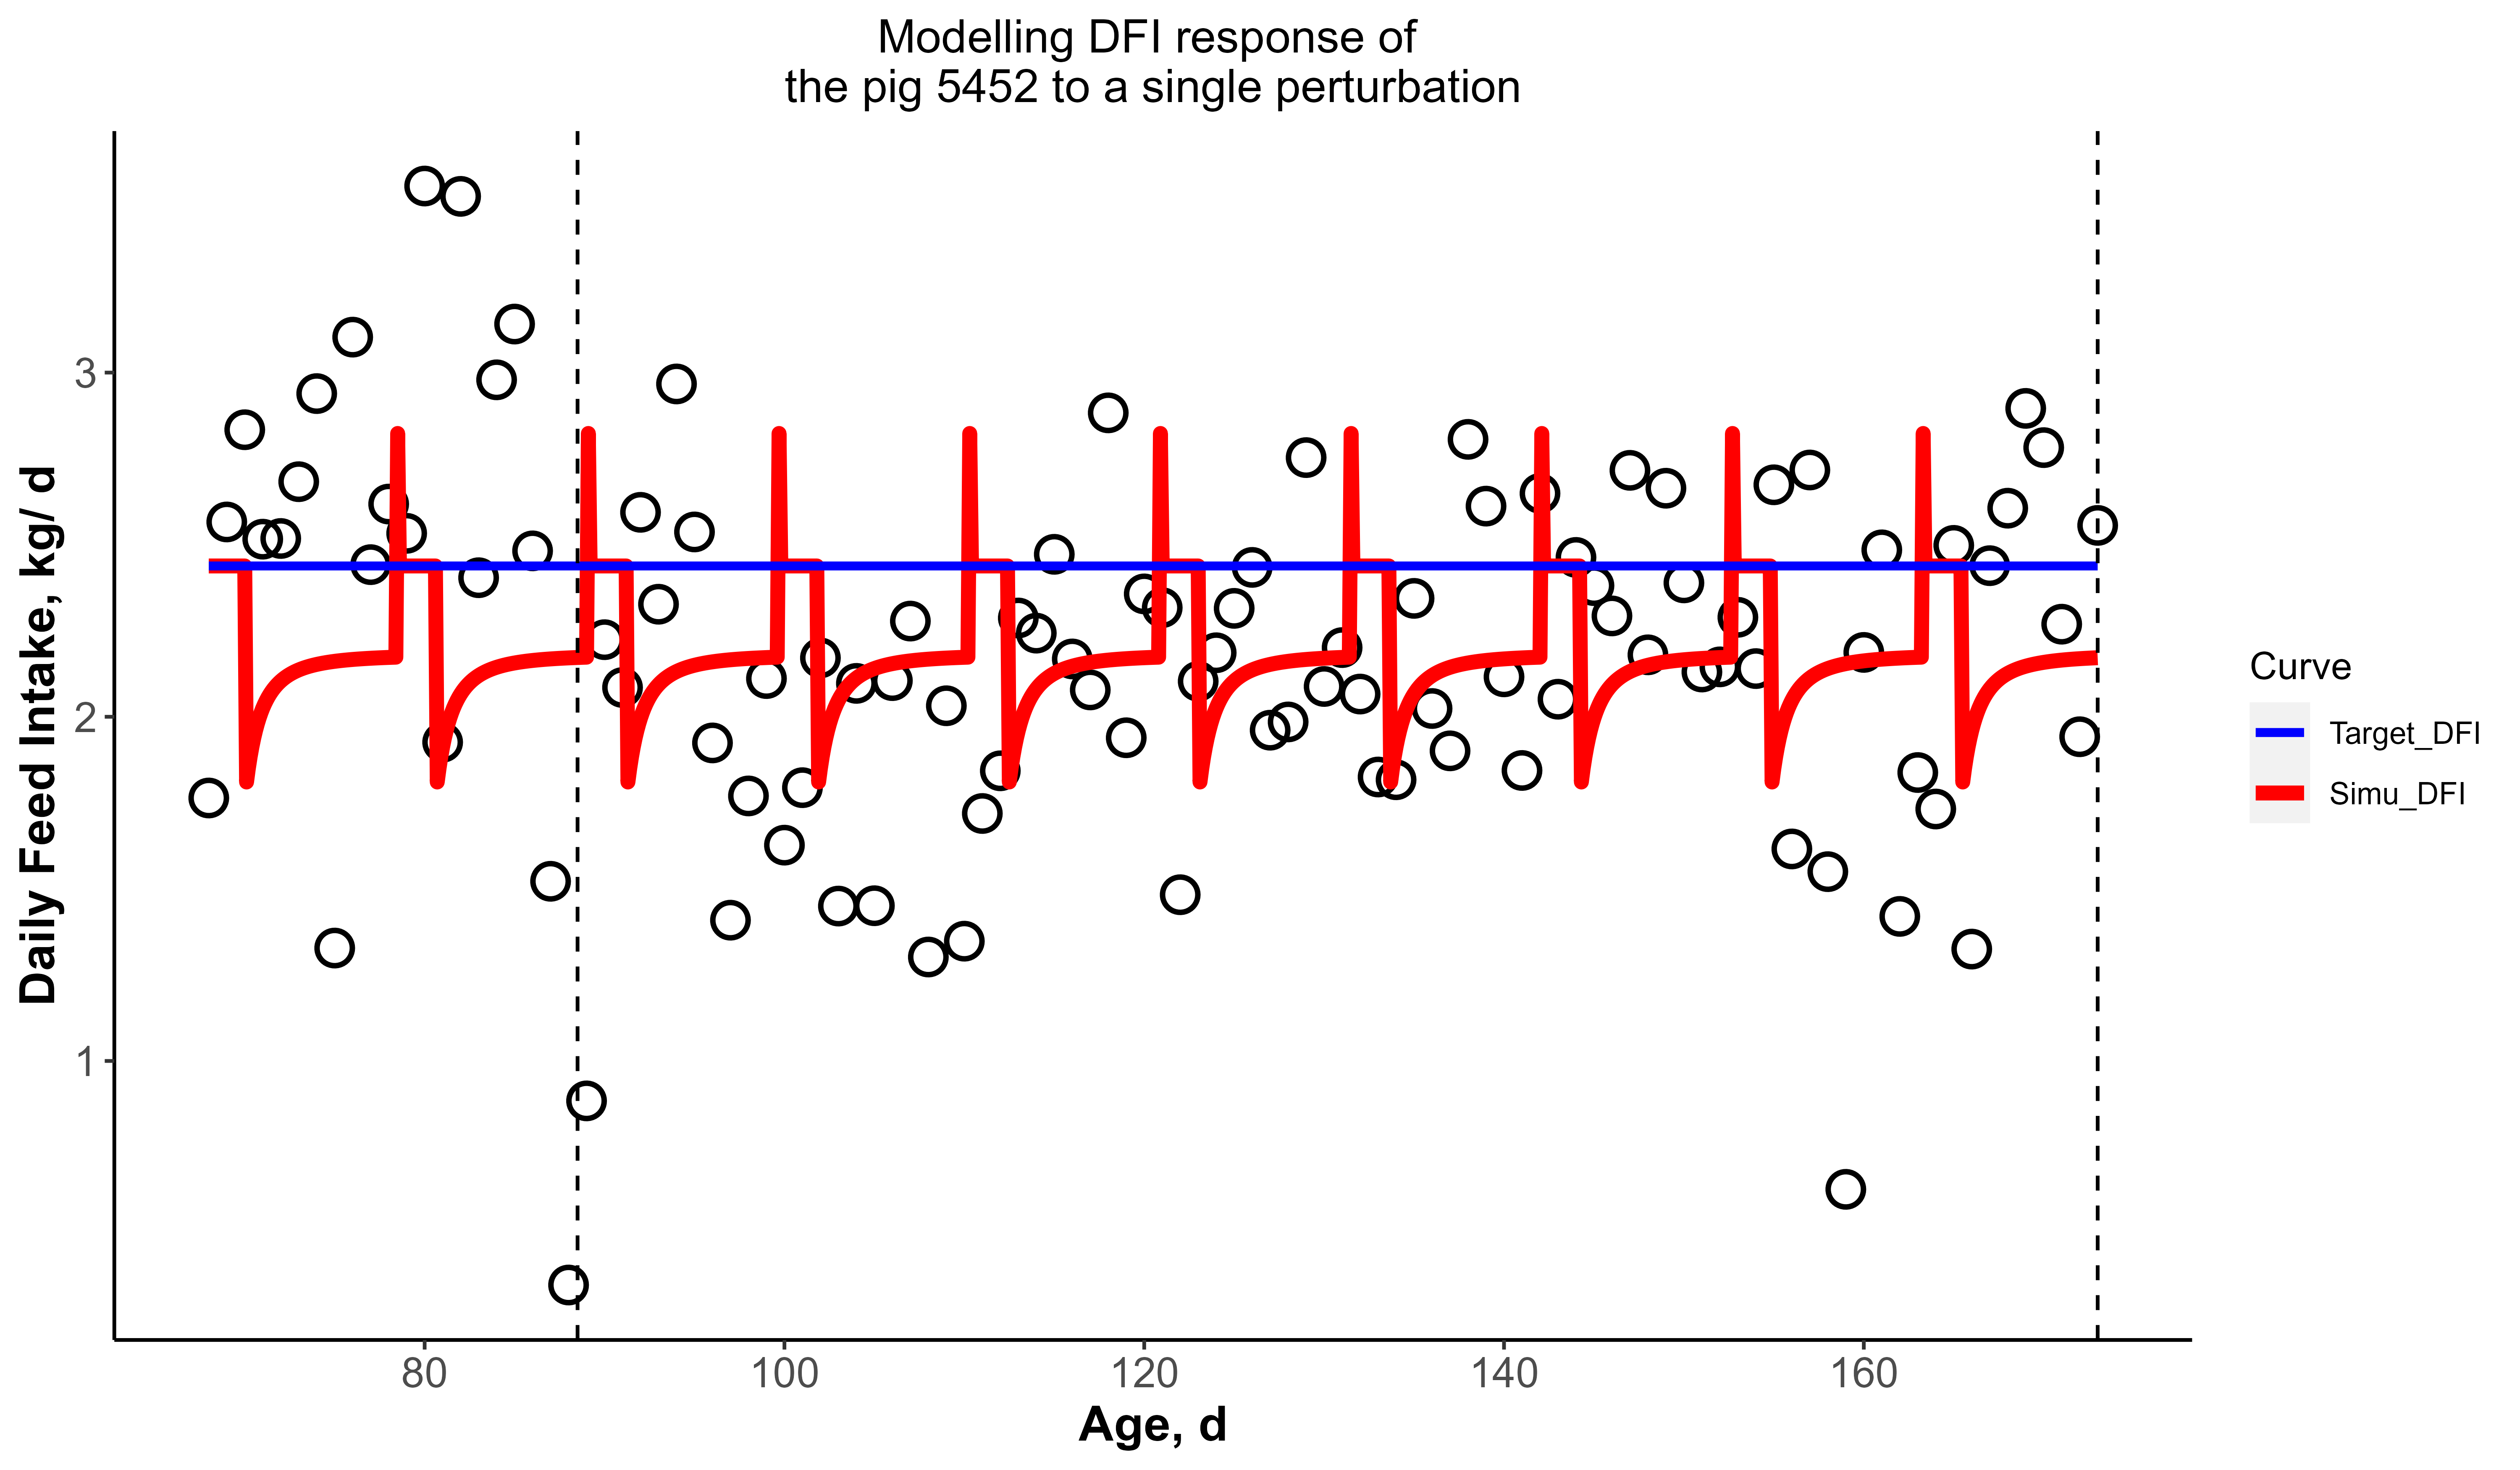 Modelling DFI response of
the pig 5452 to a single perturbation
Daily Feed Intake, kg/ d
3
2
1
80
100
120
140
160
Age, d
Curve
Target_DFI
Simu_DFI